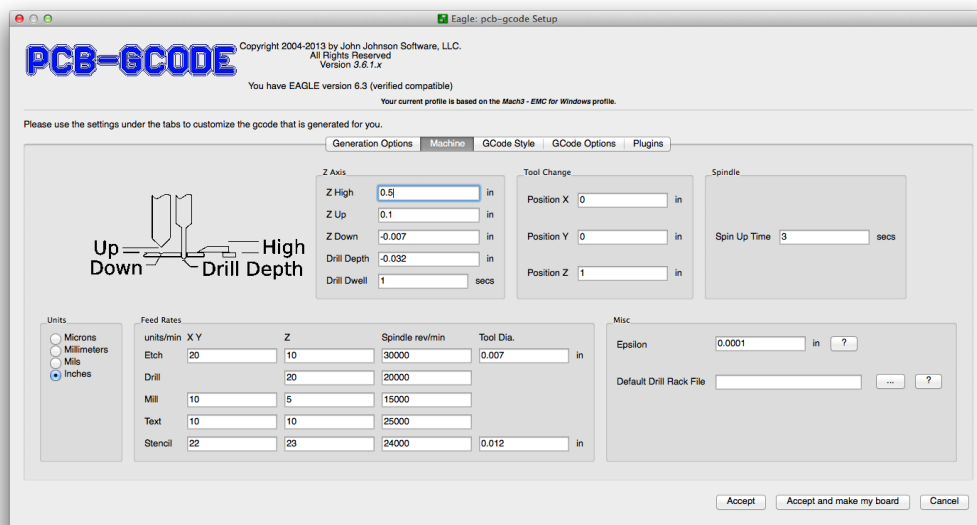 Eagle: pcb-gcode Setup
PCB-GCODE
Copyright 2004-2013 by John Johnson Software, LLC.
All Rights Reserved
Version 3.6.1.x
You have EAGLE version 6.3 (verified compatible)
Your current profile is based on the Mach3 - EMC for Windows profile.
Please use the settings under the tabs to customize the gcode that is generated for you.
Generation Options Machine GCode Style GCode Options Plugins
Z Axis
Z High 0.5 in
Z Up 0.1 in
Z Down -0.007 in
Drill Depth -0.032 in
Drill Dwell 1 secs
Tool Change
Position X 0 in
Position Y 0 in
Position Z 1 in
Spindle
Spin Up Time 3 secs
Up High
Down Drill Depth
Units
Microns
Millimeters
Mils
Inches
Feed Rates
units/min X Y Z Spindle rev/min Tool Dia.
Etch 20 10 30000 0.007 in
Drill 20 20000
Mill 10 5 15000
Text 10 10 25000
Stencil 22 23 24000 0.012 in
Misc
Epsilon 0.0001 in ?
Default Drill Rack File ... ?
Accept Accept and make my board Cancel